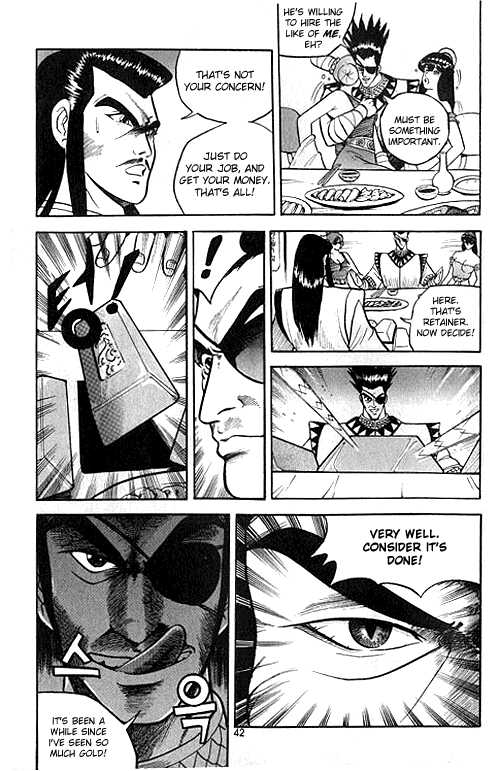 HE'S WILLING
TO HIRE THE
LIKE OF ME,
EH?
MUST BE
SOMETHING
IMPORTANT.
THAT'S NOT
YOUR CONCERN!
JUST DO
YOUR JOB, AND
GET YOUR MONEY.
THAT'S ALL!
HERE.
THAT'S
RETAINER.
NOW DECIDE!
!
VERY WELL.
CONSIDER IT'S
DONE!
IT'S BEEN A
WHILE SINCE
I'VE SEEN SO
MUCH GOLD!
42